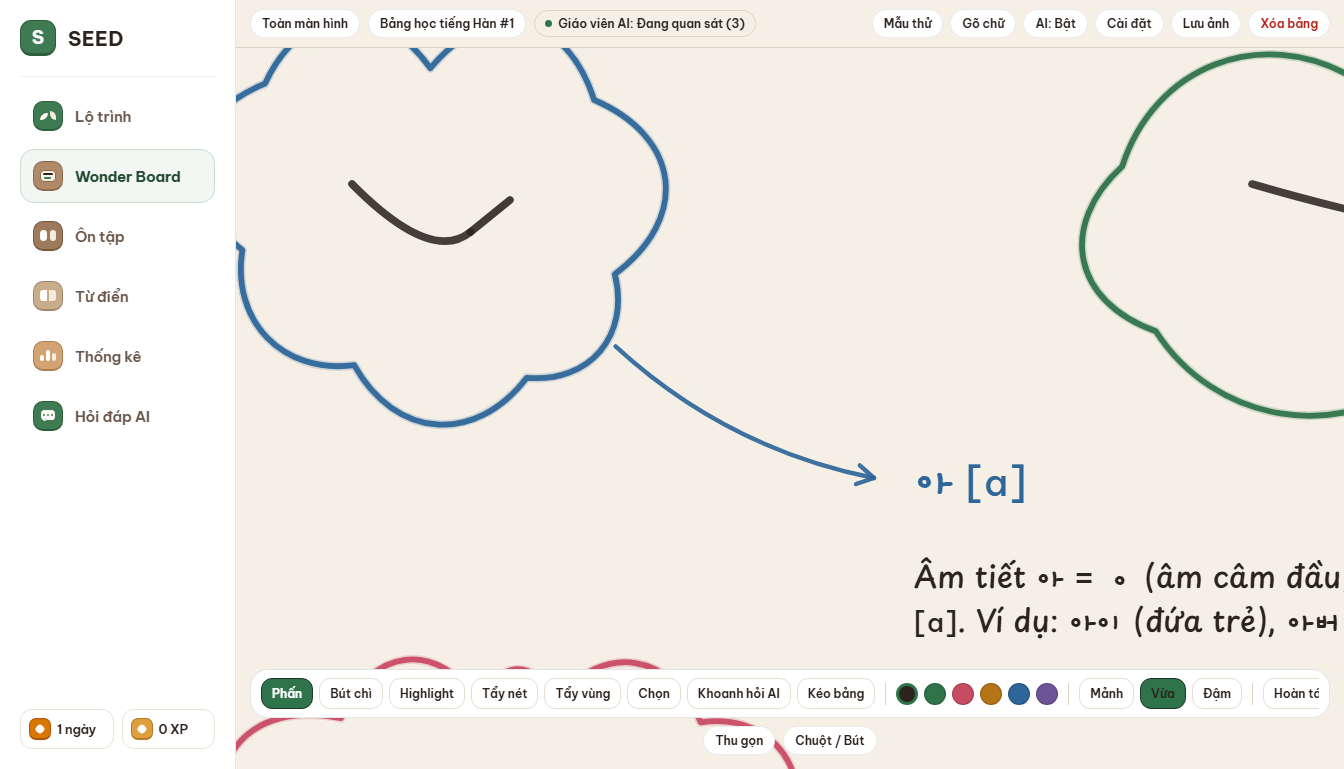 S SEED
Lộ trình
Wonder Board
Ôn tập
Từ điển
Thống kê
Hỏi đáp AI
1 ngày
0 XP
Toàn màn hình
Bảng học tiếng Hàn #1
Giáo viên AI: Đang quan sát (3)
Mẫu thử
Gõ chữ
AI: Bật
Cài đặt
Lưu ảnh
Xóa bảng
아 [a]
Âm tiết 아 = ㅇ (âm câm đầu
[a]. Ví dụ: 아이 (đứa trẻ), 아빠
Phấn
Bút chì
Highlight
Tẩy nét
Tẩy vùng
Chọn
Khoanh hỏi AI
Kéo bảng
Mảnh
Vừa
Đậm
Hoàn tá
Thu gọn
Chuột / Bút